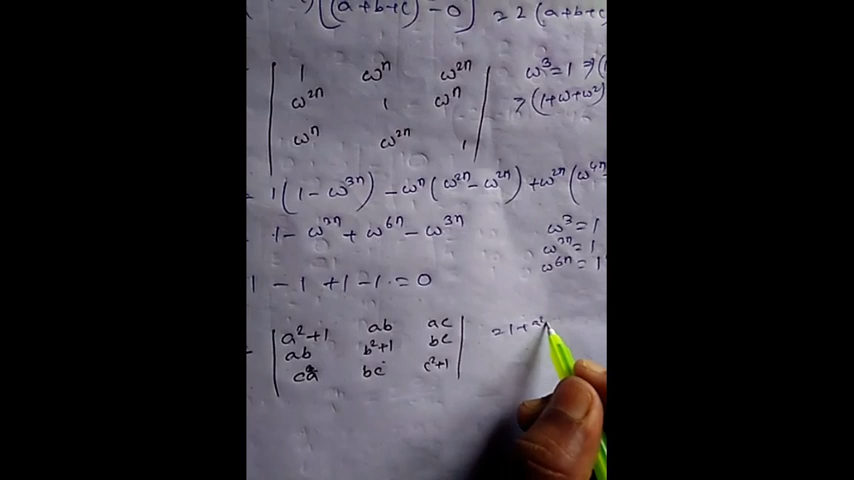 [(a+b+c) -0] = 2 (a+b+c
| 1 ωⁿ ω²ⁿ | ω³=1 ⇒(1
| ω²ⁿ 1 ωⁿ | ⇒(1+ω+ω²)
| ωⁿ ω²ⁿ 1 |
= 1(1-ω³ⁿ) -ωⁿ(ω²ⁿ-ω²ⁿ) +ω²ⁿ(ω⁴ⁿ-
= 1- ω³ⁿ+ ω⁶ⁿ- ω³ⁿ
ω³=1
ω³ⁿ=1
ω⁶ⁿ=1
1 - 1 +1 -1 = 0
| a²+1 ab ac | = 1+a²
| ab b²+1 bc |
| ca bc c²+1 |